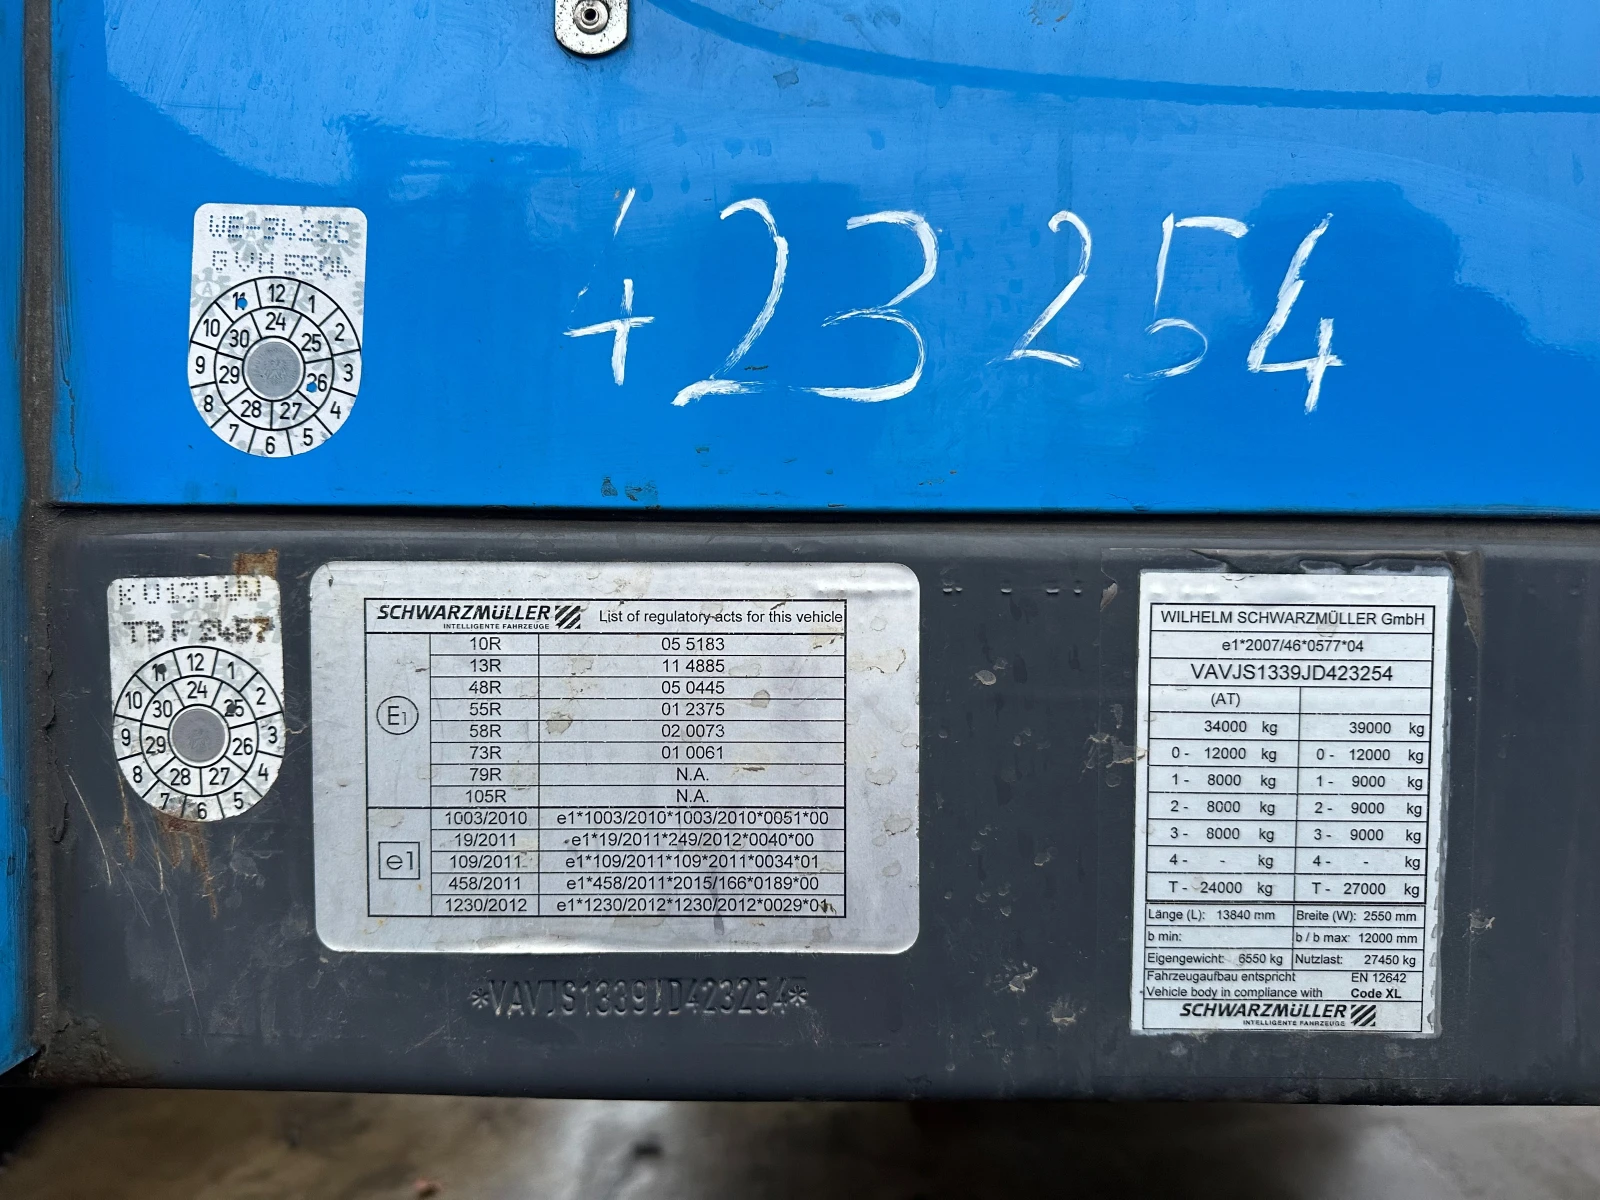 423254
WE-3420C
GVH5504
11 12 1 2 3 4 5 6 7 8 9 10
24 25 26 27 28 29 30
TBF2457
11 12 1 2 3 4 5 6 7 8 9 10
24 25 26 27 28 29 30
SCHWARZMÜLLER List of regulatory acts for this vehicle
INTELLIGENTE FAHRZEUGE
E1
10R 05 5183
13R 11 4885
48R 05 0445
55R 01 2375
58R 02 0073
73R 01 0061
79R N.A.
105R N.A.
e1
1003/2010 e1*1003/2010*1003/2010*0051*00
19/2011 e1*19/2011*249/2012*0040*00
109/2011 e1*109/2011*109*2011*0034*01
458/2011 e1*458/2011*2015/166*0189*00
1230/2012 e1*1230/2012*1230/2012*0029*01
*VAVJS1339JD423254*
WILHELM SCHWARZMÜLLER GmbH
e1*2007/46*0577*04
VAVJS1339JD423254
(AT)
34000 kg 39000 kg
0 - 12000 kg 0 - 12000 kg
1 - 8000 kg 1 - 9000 kg
2 - 8000 kg 2 - 9000 kg
3 - 8000 kg 3 - 9000 kg
4 - - kg 4 - - kg
T - 24000 kg T - 27000 kg
Länge (L): 13840 mm Breite (W): 2550 mm
b min: b / b max: 12000 mm
Eigengewicht: 6550 kg Nutzlast: 27450 kg
Fahrzeugaufbau entspricht EN 12642
Vehicle body in compliance with Code XL
SCHWARZMÜLLER
INTELLIGENTE FAHRZEUGE